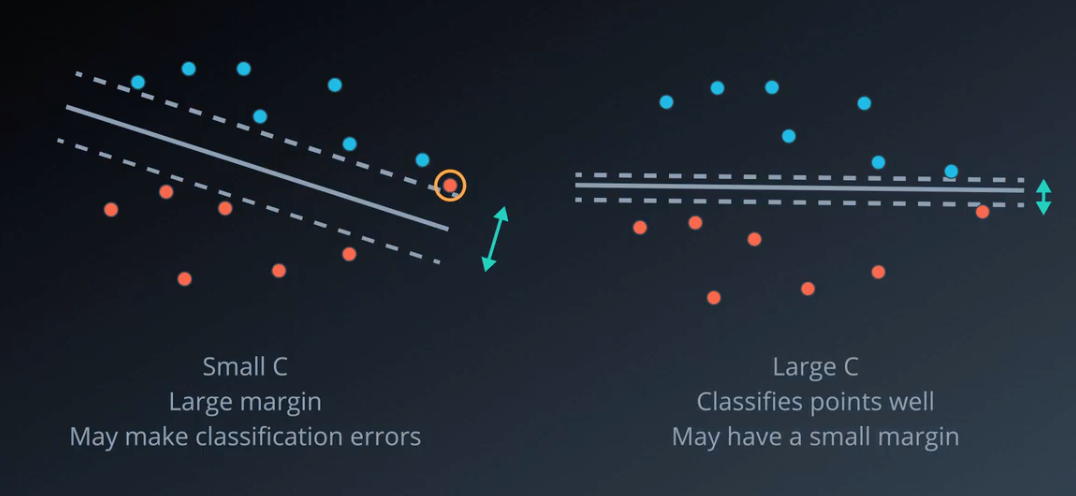 Small C
Large margin
May make classification errors
Large C
Classifies points well
May have a small margin